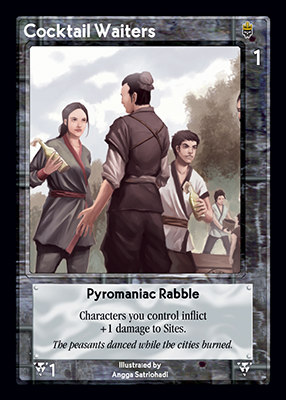 Cocktail Waiters
1
Pyromaniac Rabble
Characters you control inflict
+1 damage to Sites.
The peasants danced while the cities burned.
1
Illustrated by
Angga Satriohadi